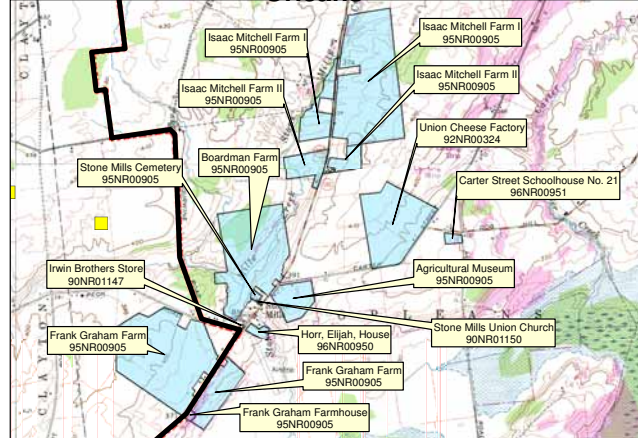 Isaac Mitchell Farm I
95NR00905
Isaac Mitchell Farm I
95NR00905
Isaac Mitchell Farm II
95NR00905
Isaac Mitchell Farm II
95NR00905
Union Cheese Factory
92NR00324
Boardman Farm
95NR00905
Stone Mills Cemetery
95NR00905
Carter Street Schoolhouse No. 21
96NR00951
Irwin Brothers Store
90NR01147
Agricultural Museum
95NR00905
Frank Graham Farm
95NR00905
Horr, Elijah, House
96NR00950
Stone Mills Union Church
90NR01150
Frank Graham Farm
95NR00905
Frank Graham Farmhouse
95NR00905
CLAYTON
ORLEANS